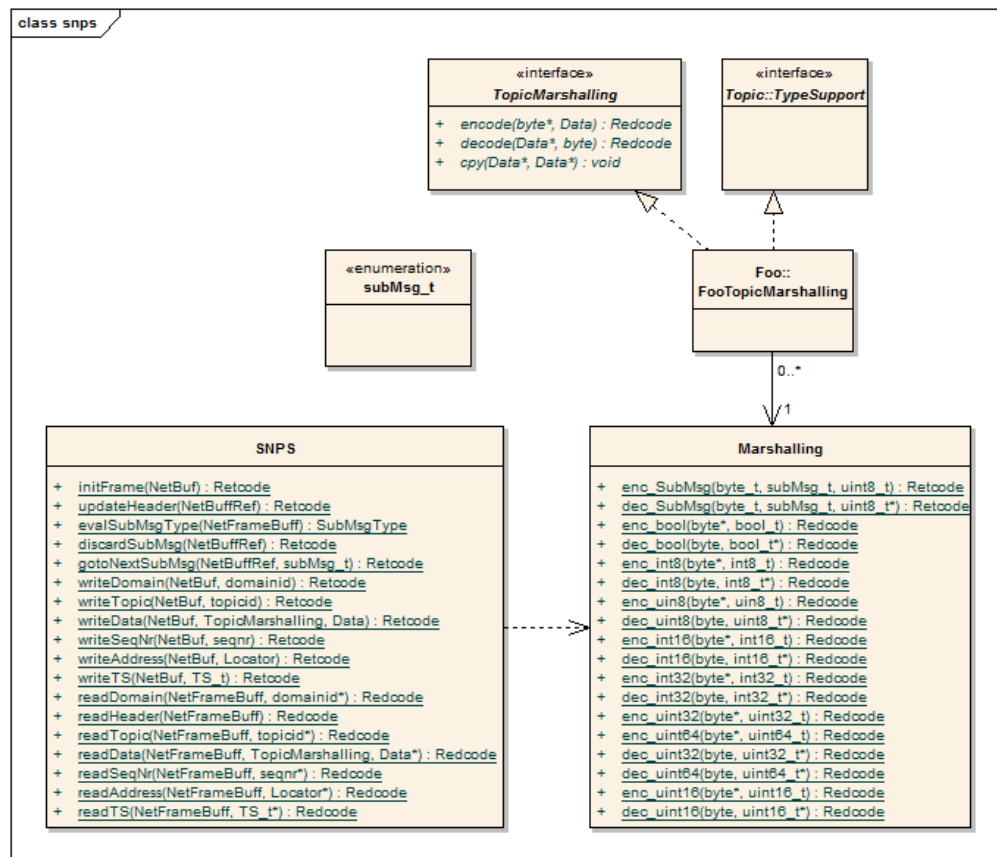 class snps
«interface»
TopicMarshalling
+ encode(byte*, Data) : Redcode
+ decode(Data*, byte) : Redcode
+ cpy(Data*, Data*) : void
«interface»
Topic::TypeSupport
«enumeration»
subMsg_t
Foo::
FooTopicMarshalling
0..*
1
SNPS
+ initFrame(NetBuf) : Retcode
+ updateHeader(NetBuffRef) : Retcode
+ evalSubMsgType(NetFrameBuff) : SubMsgType
+ discardSubMsg(NetBuffRef) : Retcode
+ gotoNextSubMsg(NetBuffRef, subMsg_t) : Retcode
+ writeDomain(NetBuf, domainid) : Retcode
+ writeTopic(NetBuf, topicid) : Retcode
+ writeData(NetBuf, TopicMarshalling, Data) : Retcode
+ writeSeqNr(NetBuf, seqnr) : Retcode
+ writeAddress(NetBuf, Locator) : Retcode
+ writeTS(NetBuf, TS_t) : Retcode
+ readDomain(NetFrameBuff, domainid*) : Redcode
+ readHeader(NetFrameBuff) : Redcode
+ readTopic(NetFrameBuff, topicid*) : Redcode
+ readData(NetFrameBuff, TopicMarshalling, Data*) : Redcode
+ readSeqNr(NetFrameBuff, seqnr*) : Redcode
+ readAddress(NetFrameBuff, Locator*) : Redcode
+ readTS(NetFrameBuff, TS_t*) : Redcode
Marshalling
+ enc_SubMsg(byte_t, subMsg_t, uint8_t) : Retcode
+ dec_SubMsg(byte_t, subMsg_t, uint8_t*) : Retcode
+ enc_bool(byte*, bool_t) : Redcode
+ dec_bool(byte, bool_t*) : Redcode
+ enc_int8(byte*, int8_t) : Redcode
+ dec_int8(byte, int8_t*) : Redcode
+ enc_uin8(byte*, uin8_t) : Redcode
+ dec_uint8(byte, uint8_t*) : Redcode
+ enc_int16(byte*, int16_t) : Redcode
+ dec_int16(byte, int16_t*) : Redcode
+ enc_int32(byte*, int32_t) : Redcode
+ dec_int32(byte, int32_t*) : Redcode
+ enc_uint32(byte*, uint32_t) : Redcode
+ enc_uint64(byte*, uint64_t) : Redcode
+ dec_uint32(byte, uint32_t*) : Redcode
+ dec_uint64(byte, uint64_t*) : Redcode
+ enc_uint16(byte*, uint16_t) : Redcode
+ dec_uint16(byte, uint16_t*) : Redcode